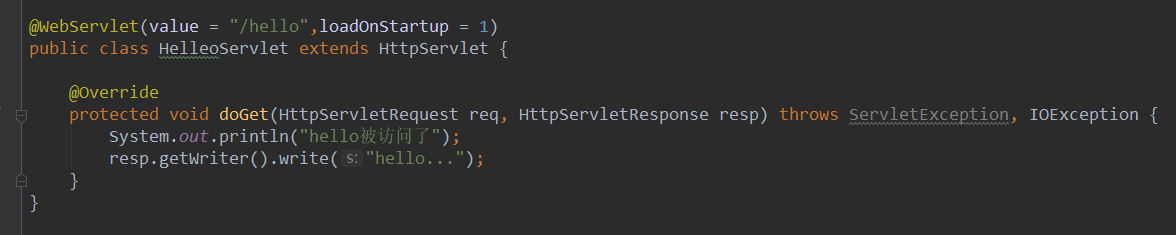 @WebServlet(value = "/hello",loadOnStartup = 1)
public class HelleoServlet extends HttpServlet {
@Override
protected void doGet(HttpServletRequest req, HttpServletResponse resp) throws ServletException, IOException {
System.out.println("hello被访问了");
resp.getWriter().write( s: "hello...");
}
}